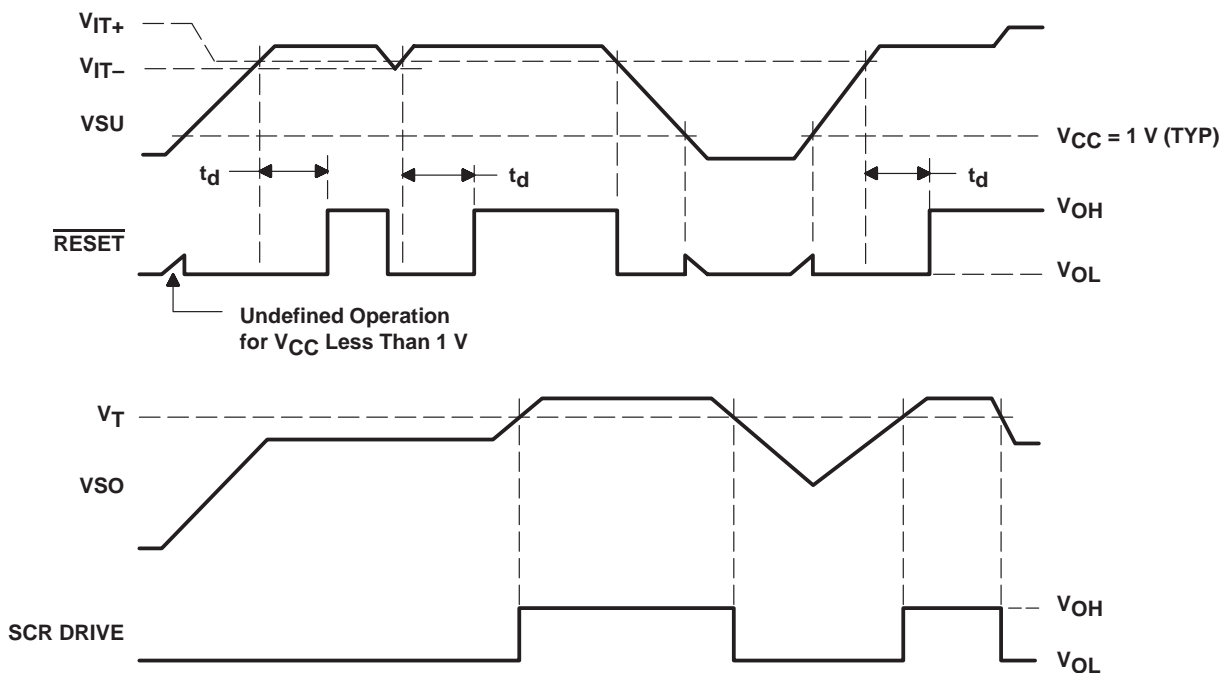 VIT+
VIT–
VSU
VCC = 1 V (TYP)
td
td
td
VOH
RESET
VOL
Undefined Operation
for VCC Less Than 1 V
VT
VSO
VOH
SCR DRIVE
VOL